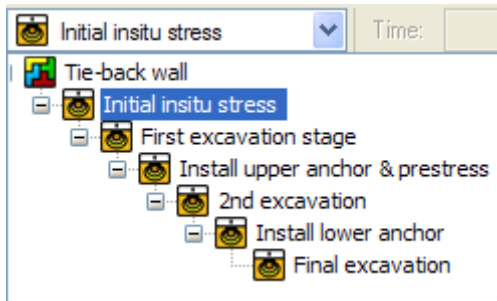 Initial insitu stress Time:
Tie-back wall
Initial insitu stress
First excavation stage
Install upper anchor & prestress
2nd excavation
Install lower anchor
Final excavation